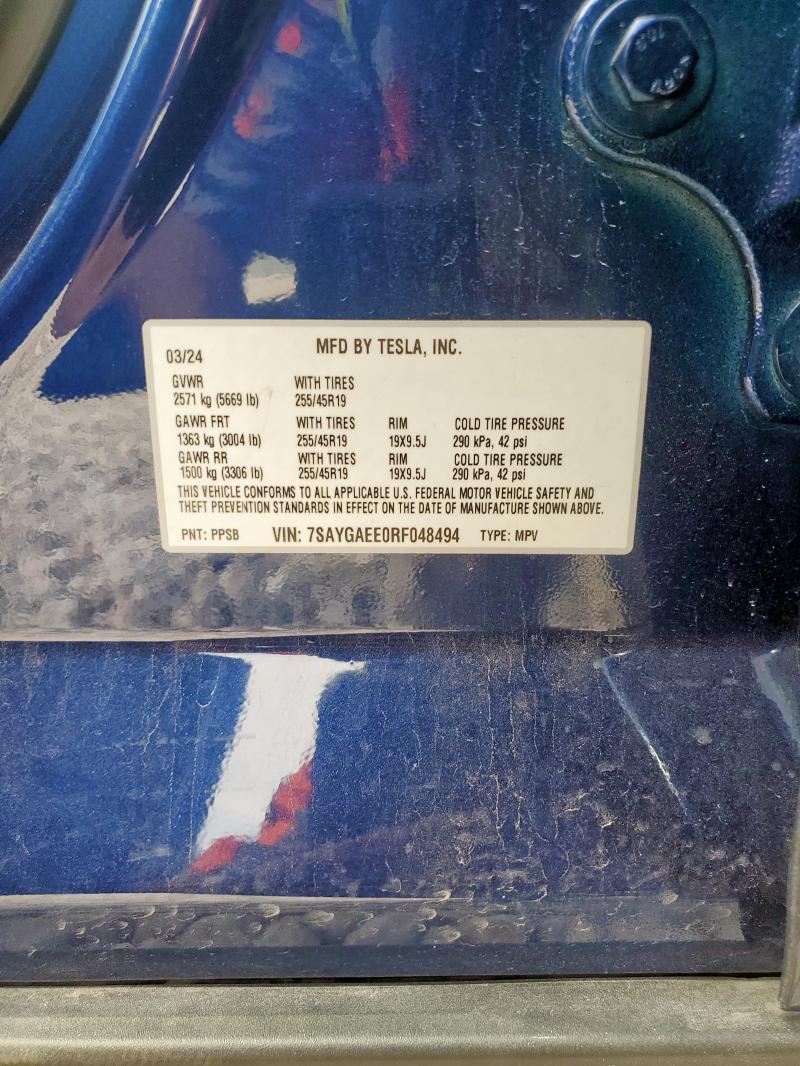 MFD BY TESLA, INC.
03/24
GVWR WITH TIRES
2571 kg (5669 lb) 255/45R19
GAWR FRT WITH TIRES RIM COLD TIRE PRESSURE
1363 kg (3004 lb) 255/45R19 19X9.5J 290 kPa, 42 psi
GAWR RR WITH TIRES RIM COLD TIRE PRESSURE
1500 kg (3306 lb) 255/45R19 19X9.5J 290 kPa, 42 psi
THIS VEHICLE CONFORMS TO ALL APPLICABLE U.S. FEDERAL MOTOR VEHICLE SAFETY AND
THEFT PREVENTION STANDARDS IN EFFECT ON THE DATE OF MANUFACTURE SHOWN ABOVE.
PNT: PPSB VIN: 7SAYGAEE0RF048494 TYPE: MPV